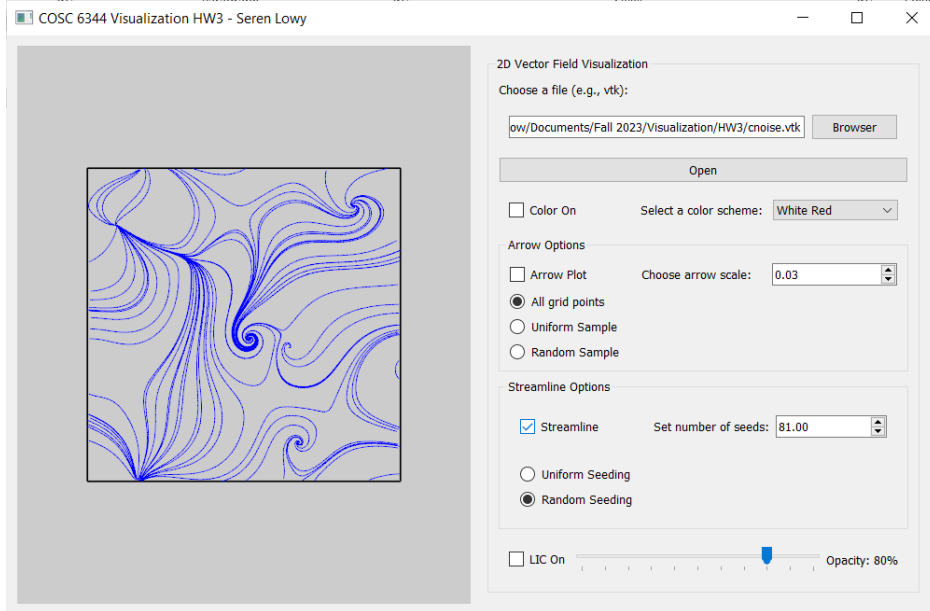 COSC 6344 Visualization HW3 - Seren Lowy
2D Vector Field Visualization
Choose a file (e.g., vtk):
ow/Documents/Fall 2023/Visualization/HW3/cnoise.vtk Browser
Open
Color On Select a color scheme: White Red
Arrow Options
Arrow Plot Choose arrow scale: 0.03
All grid points
Uniform Sample
Random Sample
Streamline Options
Streamline Set number of seeds: 81.00
Uniform Seeding
Random Seeding
LIC On Opacity: 80%